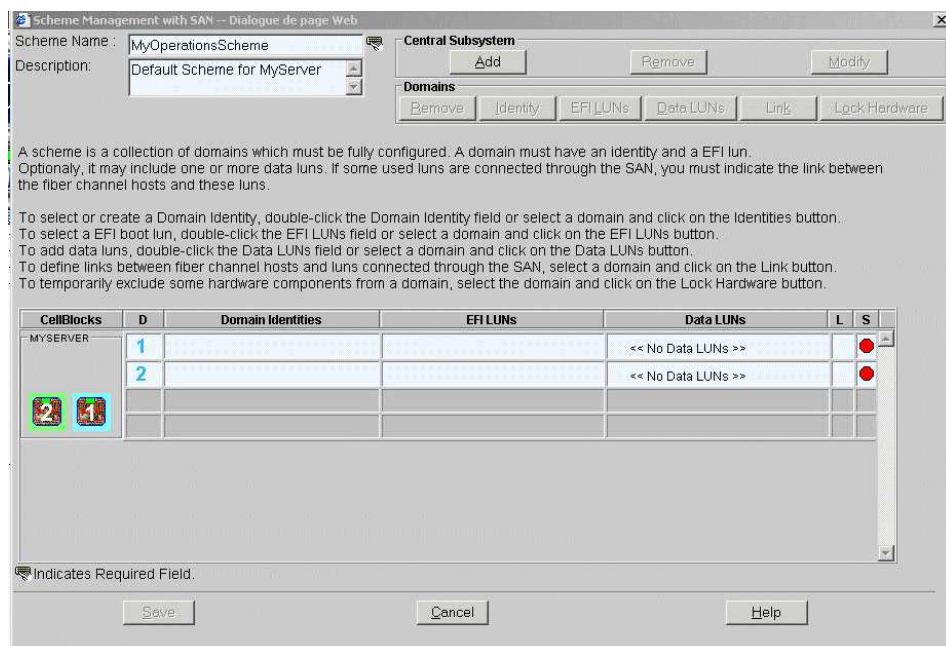 Scheme Management with SAN -- Dialogue de page Web
Scheme Name :
MyOperationsScheme
Description:
Default Scheme for MyServer
Central Subsystem
Add
Remove
Modify
Domains
Remove
Identity
EFI LUNs
Data LUNs
Link
Lock Hardware
A scheme is a collection of domains which must be fully configured. A domain must have an identity and a EFI lun.
Optionaly, it may include one or more data luns. If some used luns are connected through the SAN, you must indicate the link between
the fiber channel hosts and these luns.
To select or create a Domain Identity, double-click the Domain Identity field or select a domain and click on the Identities button.
To select a EFI boot lun, double-click the EFI LUNs field or select a domain and click on the EFI LUNs button.
To add data luns, double-click the Data LUNs field or select a domain and click on the Data LUNs button.
To define links between fiber channel hosts and luns connected through the SAN, select a domain and click on the Link button.
To temporarily exclude some hardware components from a domain, select the domain and click on the Lock Hardware button.
CellBlocks D Domain Identities EFI LUNs Data LUNs L S
MYSERVER
1 << No Data LUNs >>
2 << No Data LUNs >>
2 1
Indicates Required Field.
Save
Cancel
Help